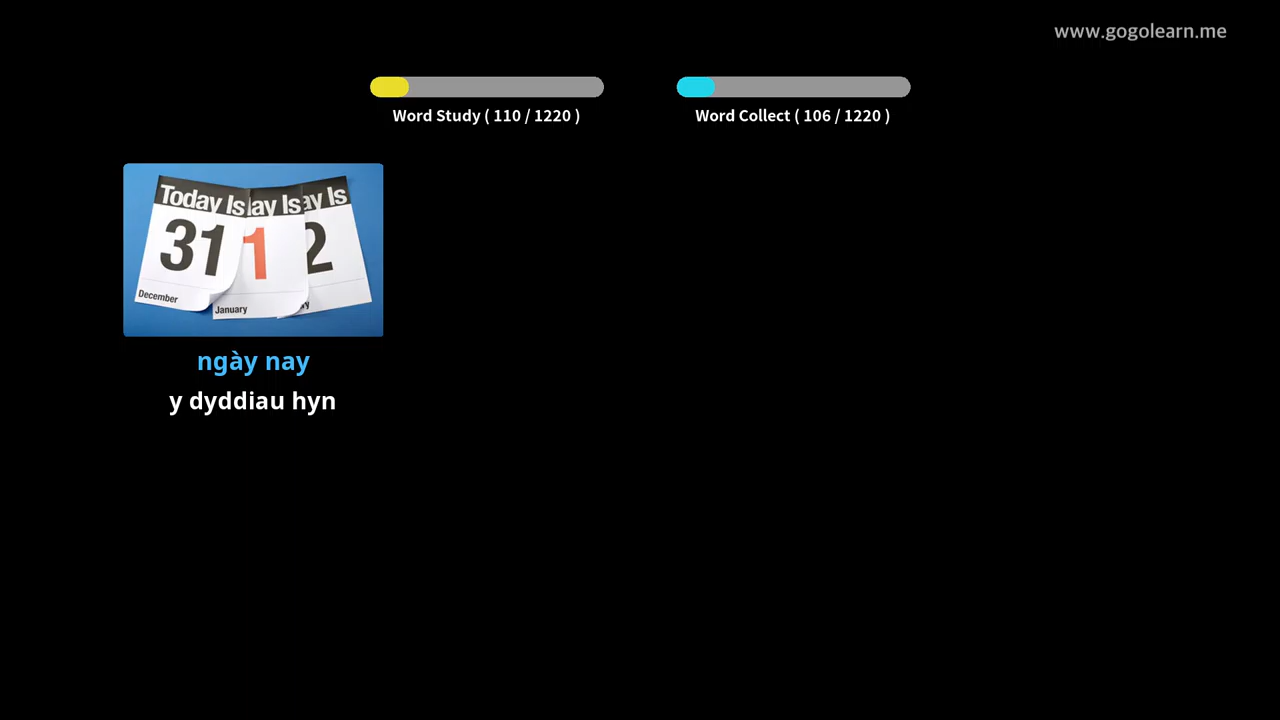 www.gogolearn.me
Word Study ( 110 / 1220 )
Word Collect ( 106 / 1220 )
Today Is
ay Is
ay Is
31
1
2
December
January
ry
ngày nay
y dyddiau hyn